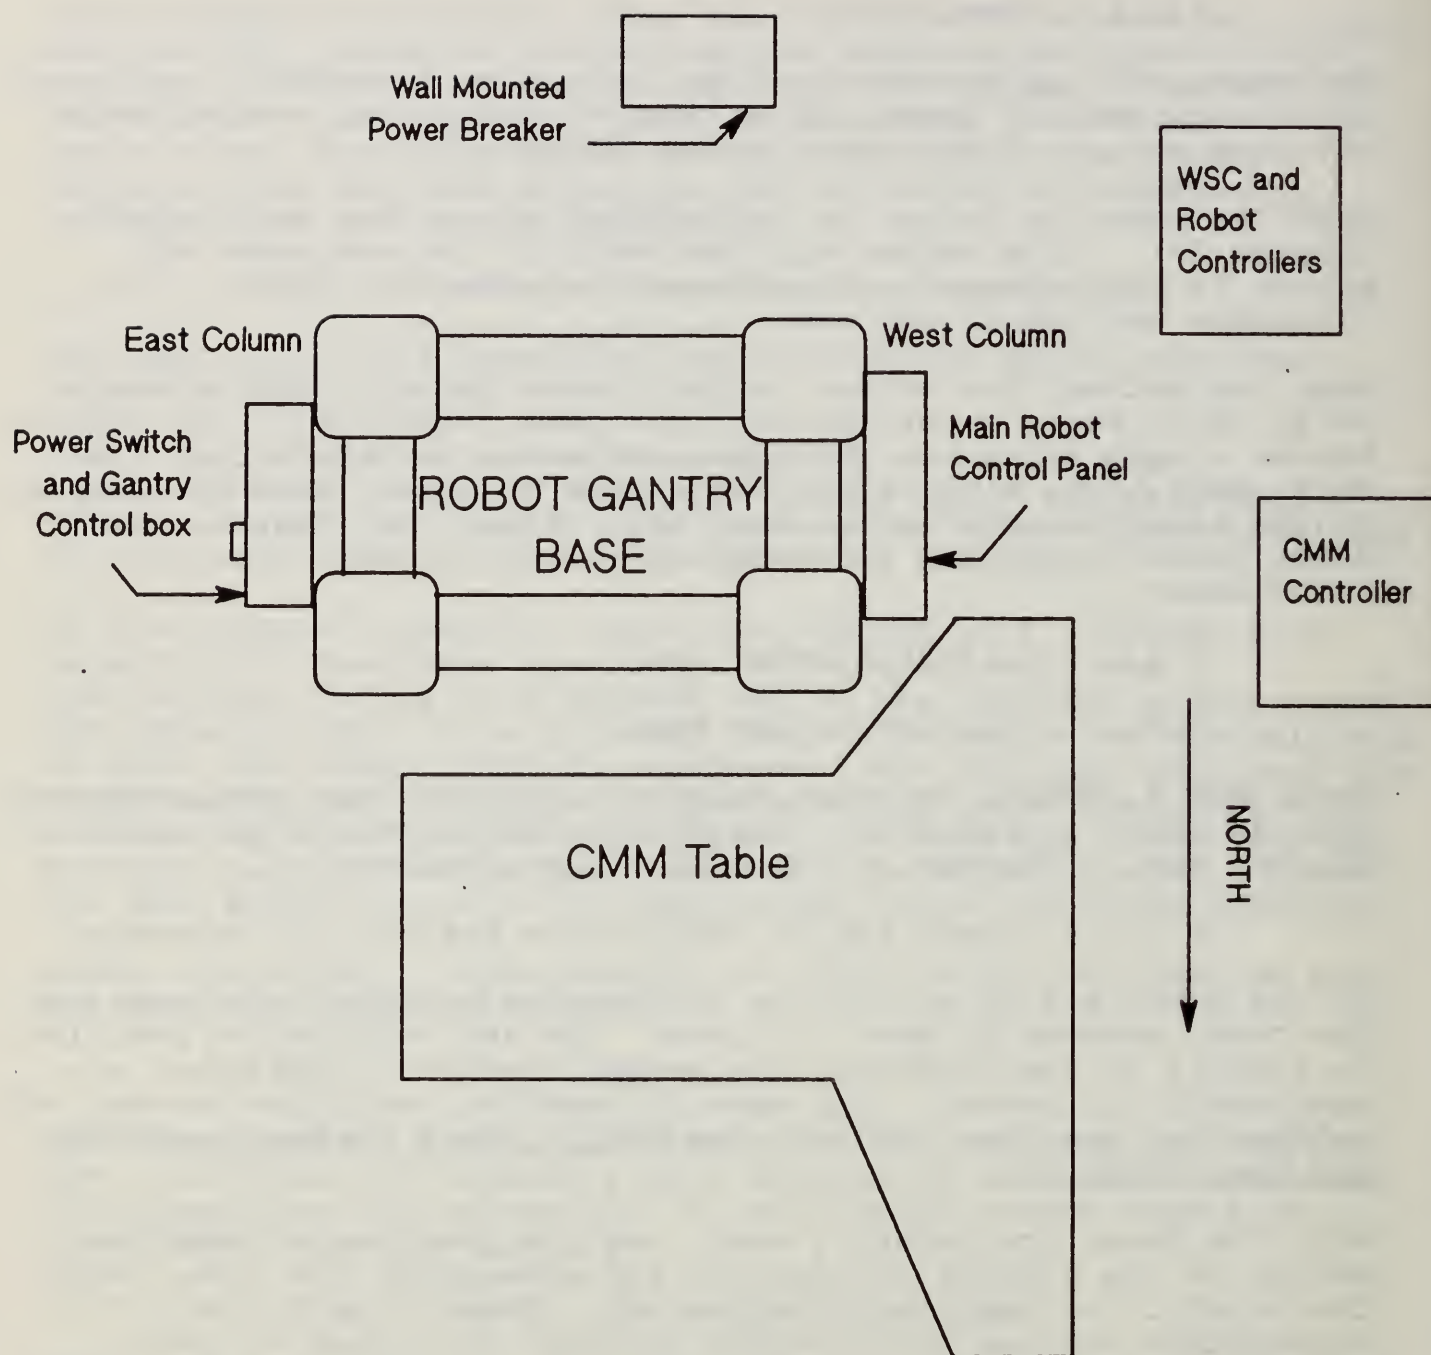 Wall Mounted
Power Breaker
WSC and
Robot
Controllers
East Column
West Column
Power Switch
and Gantry
Control box
Main Robot
Control Panel
ROBOT GANTRY
BASE
CMM
Controller
CMM Table
NORTH